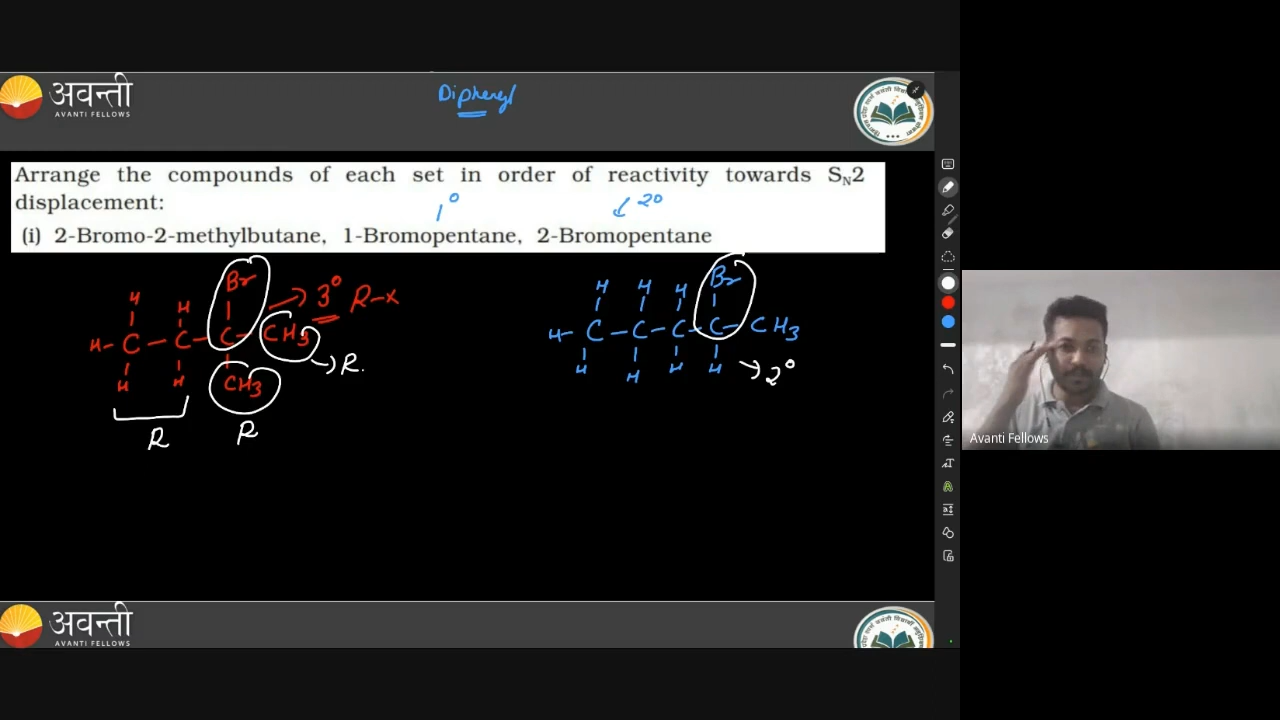 अवन्ती
AVANTI FELLOWS
Diphenyl
Arrange the compounds of each set in order of reactivity towards SN2
displacement:
1° 2°
(i) 2-Bromo-2-methylbutane, 1-Bromopentane, 2-Bromopentane
Br
H H
H-C-C-C-CH3
H H CH3
3° R-X
R.
R R
H H H Br
H-C-C-C-C-CH3
H H H H
2°
Avanti Fellows
अवन्ती
AVANTI FELLOWS